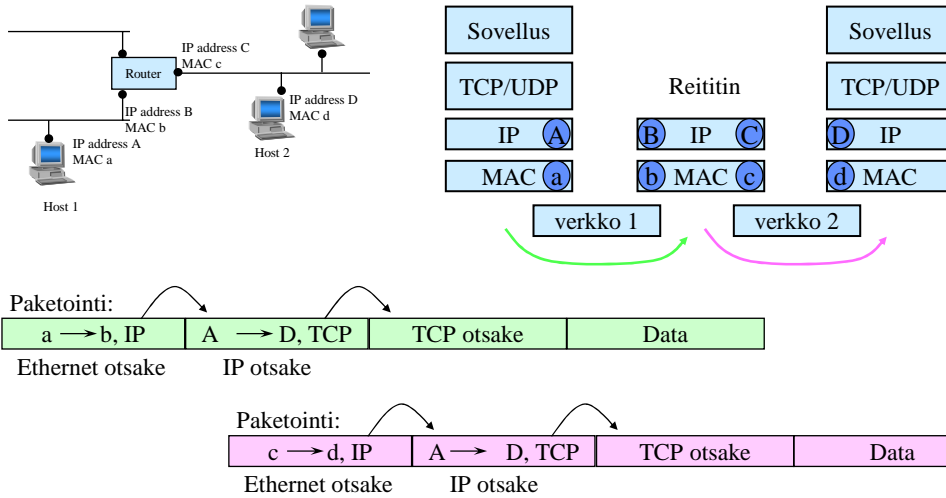 IP address C
MAC c
Router
IP address B
MAC b
IP address D
MAC d
IP address A
MAC a
Host 2
Host 1
Sovellus
Sovellus
TCP/UDP
Reititin
TCP/UDP
IP A
B IP C
D IP
MAC a
b MAC c
d MAC
verkko 1
verkko 2
Paketointi:
a → b, IP
A → D, TCP
TCP otsake
Data
Ethernet otsake
IP otsake
Paketointi:
c → d, IP
A → D, TCP
TCP otsake
Data
Ethernet otsake
IP otsake